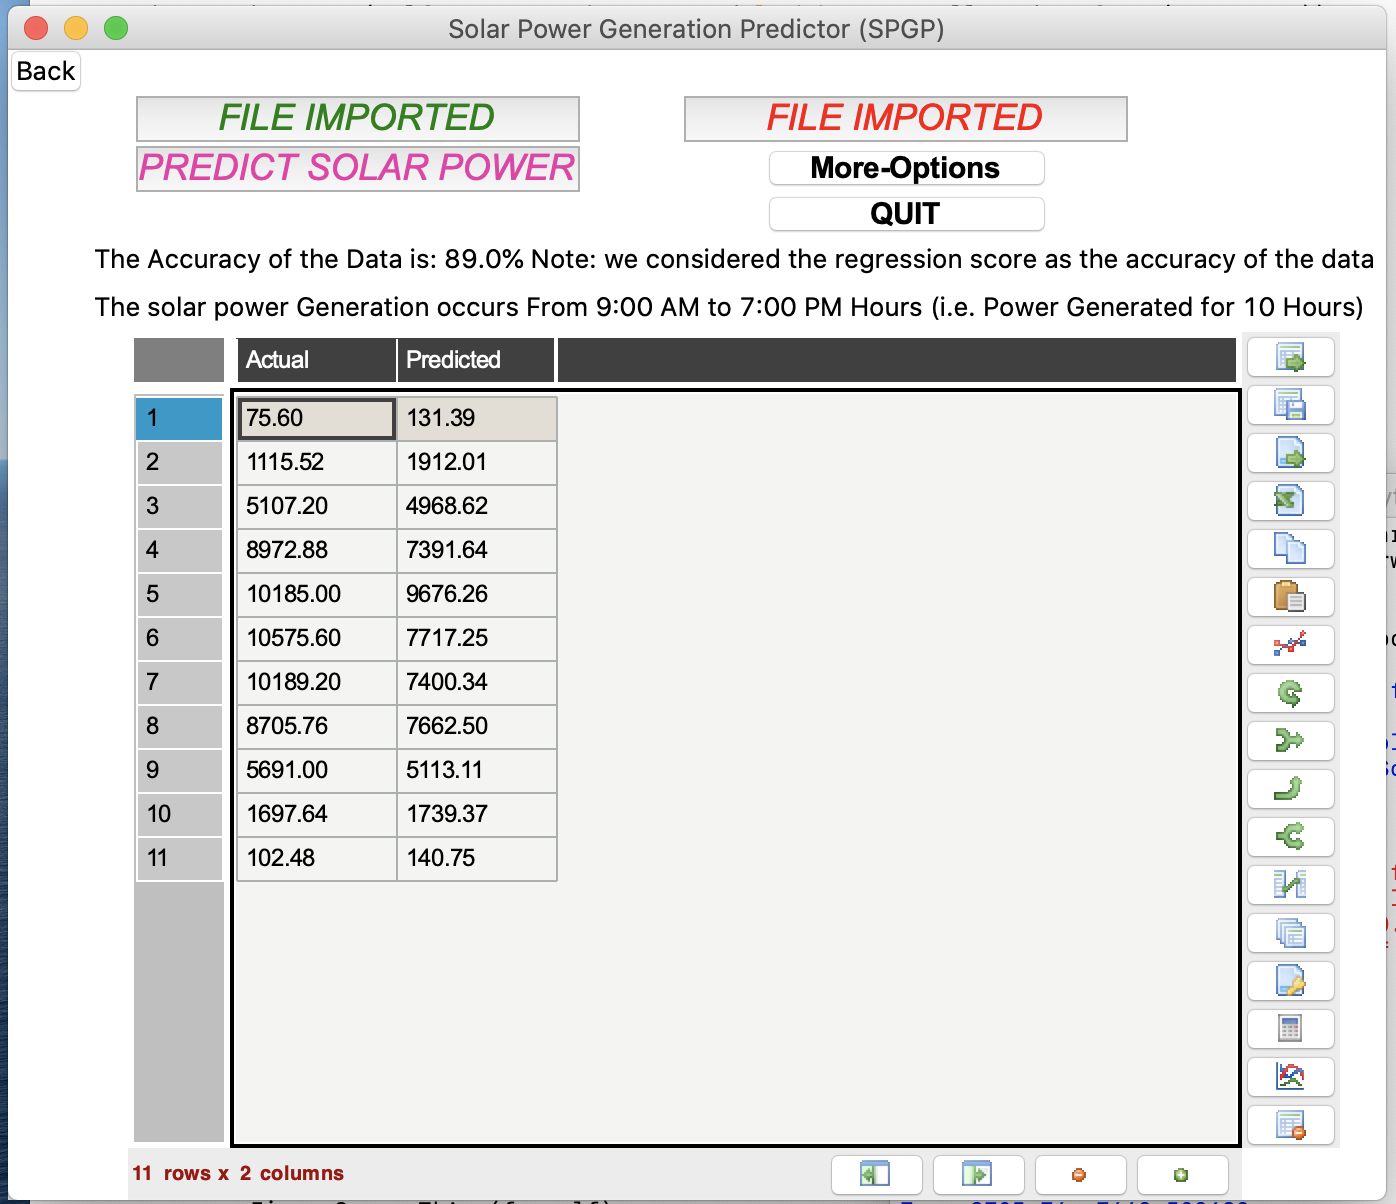 Solar Power Generation Predictor (SPGP)
Back
FILE IMPORTED FILE IMPORTED
PREDICT SOLAR POWER More-Options
QUIT
The Accuracy of the Data is: 89.0% Note: we considered the regression score as the accuracy of the data
The solar power Generation occurs From 9:00 AM to 7:00 PM Hours (i.e. Power Generated for 10 Hours)
Actual Predicted
1 75.60 131.39
2 1115.52 1912.01
3 5107.20 4968.62
4 8972.88 7391.64
5 10185.00 9676.26
6 10575.60 7717.25
7 10189.20 7400.34
8 8705.76 7662.50
9 5691.00 5113.11
10 1697.64 1739.37
11 102.48 140.75
11 rows x 2 columns